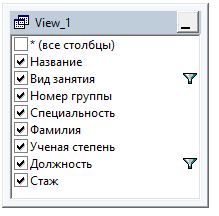 View_1
* (все столбцы)
Название
Вид занятия
Номер группы
Специальность
Фамилия
Ученая степень
Должность
Стаж